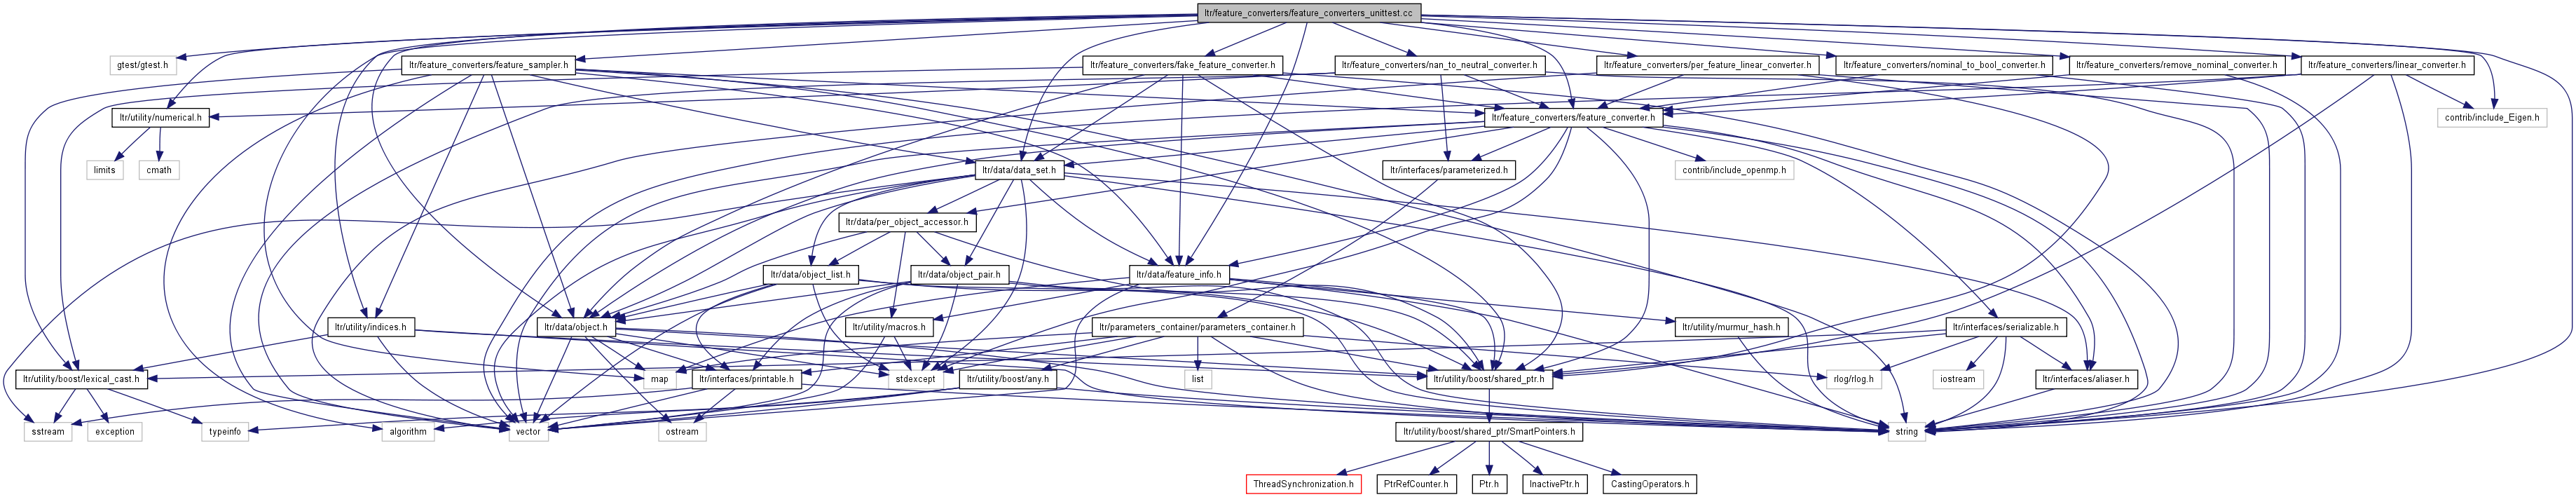 ltr/feature_converters/feature_converters_unittest.cc
gtest/gtest.h
ltr/feature_converters/feature_sampler.h
ltr/feature_converters/fake_feature_converter.h
ltr/feature_converters/nan_to_neutral_converter.h
ltr/feature_converters/per_feature_linear_converter.h
ltr/feature_converters/nominal_to_bool_converter.h
ltr/feature_converters/remove_nominal_converter.h
ltr/feature_converters/linear_converter.h
ltr/utility/numerical.h
ltr/feature_converters/feature_converter.h
contrib/include_Eigen.h
limits
cmath
ltr/data/data_set.h
ltr/interfaces/parameterized.h
contrib/include_openmp.h
ltr/data/per_object_accessor.h
ltr/data/object_list.h
ltr/data/object_pair.h
ltr/data/feature_info.h
ltr/utility/indices.h
ltr/data/object.h
ltr/utility/macros.h
ltr/parameters_container/parameters_container.h
ltr/utility/murmur_hash.h
ltr/interfaces/serializable.h
ltr/utility/boost/lexical_cast.h
map
ltr/interfaces/printable.h
stdexcept
ltr/utility/boost/any.h
list
ltr/utility/boost/shared_ptr.h
rlog/rlog.h
iostream
ltr/interfaces/aliaser.h
sstream
exception
typeinfo
algorithm
vector
ostream
ltr/utility/boost/shared_ptr/SmartPointers.h
string
ThreadSynchronization.h
PtrRefCounter.h
Ptr.h
InactivePtr.h
CastingOperators.h